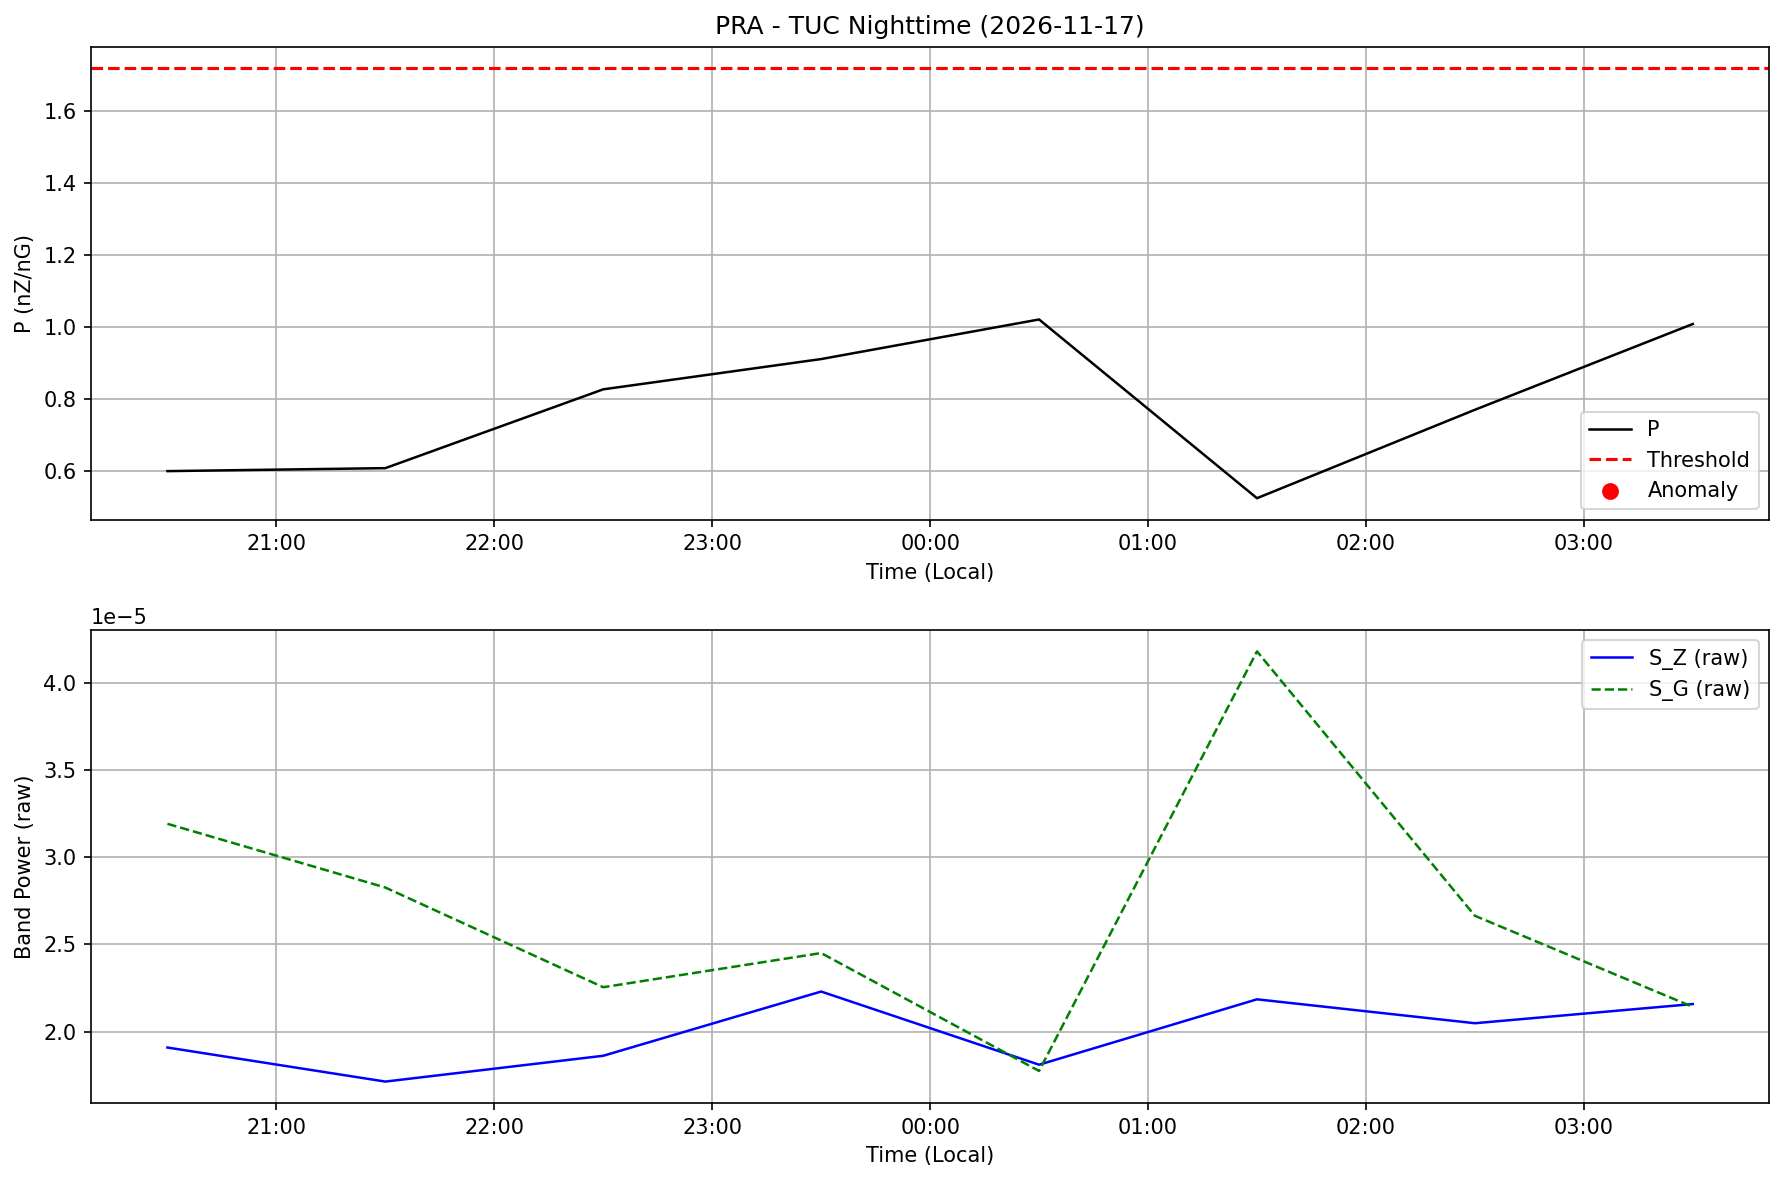 PRA - TUC Nighttime (2026-11-17)
P (nZ/nG)
1.6
1.4
1.2
1.0
0.8
0.6
P
Threshold
Anomaly
21:00 22:00 23:00 00:00 01:00 02:00 03:00
Time (Local)
1e−5
Band Power (raw)
4.0
3.5
3.0
2.5
2.0
S_Z (raw)
S_G (raw)
21:00 22:00 23:00 00:00 01:00 02:00 03:00
Time (Local)